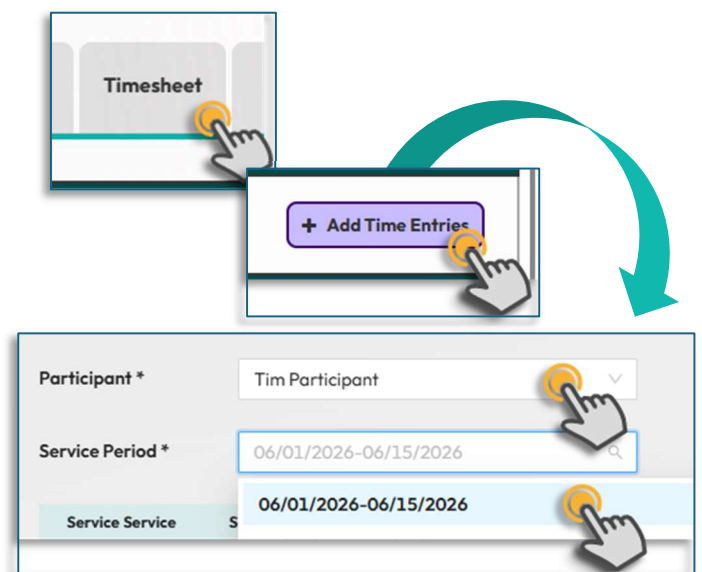 Timesheet
+ Add Time Entries
Participant *
Tim Participant
Service Period *
06/01/2026-06/15/2026
06/01/2026-06/15/2026
Service Service S